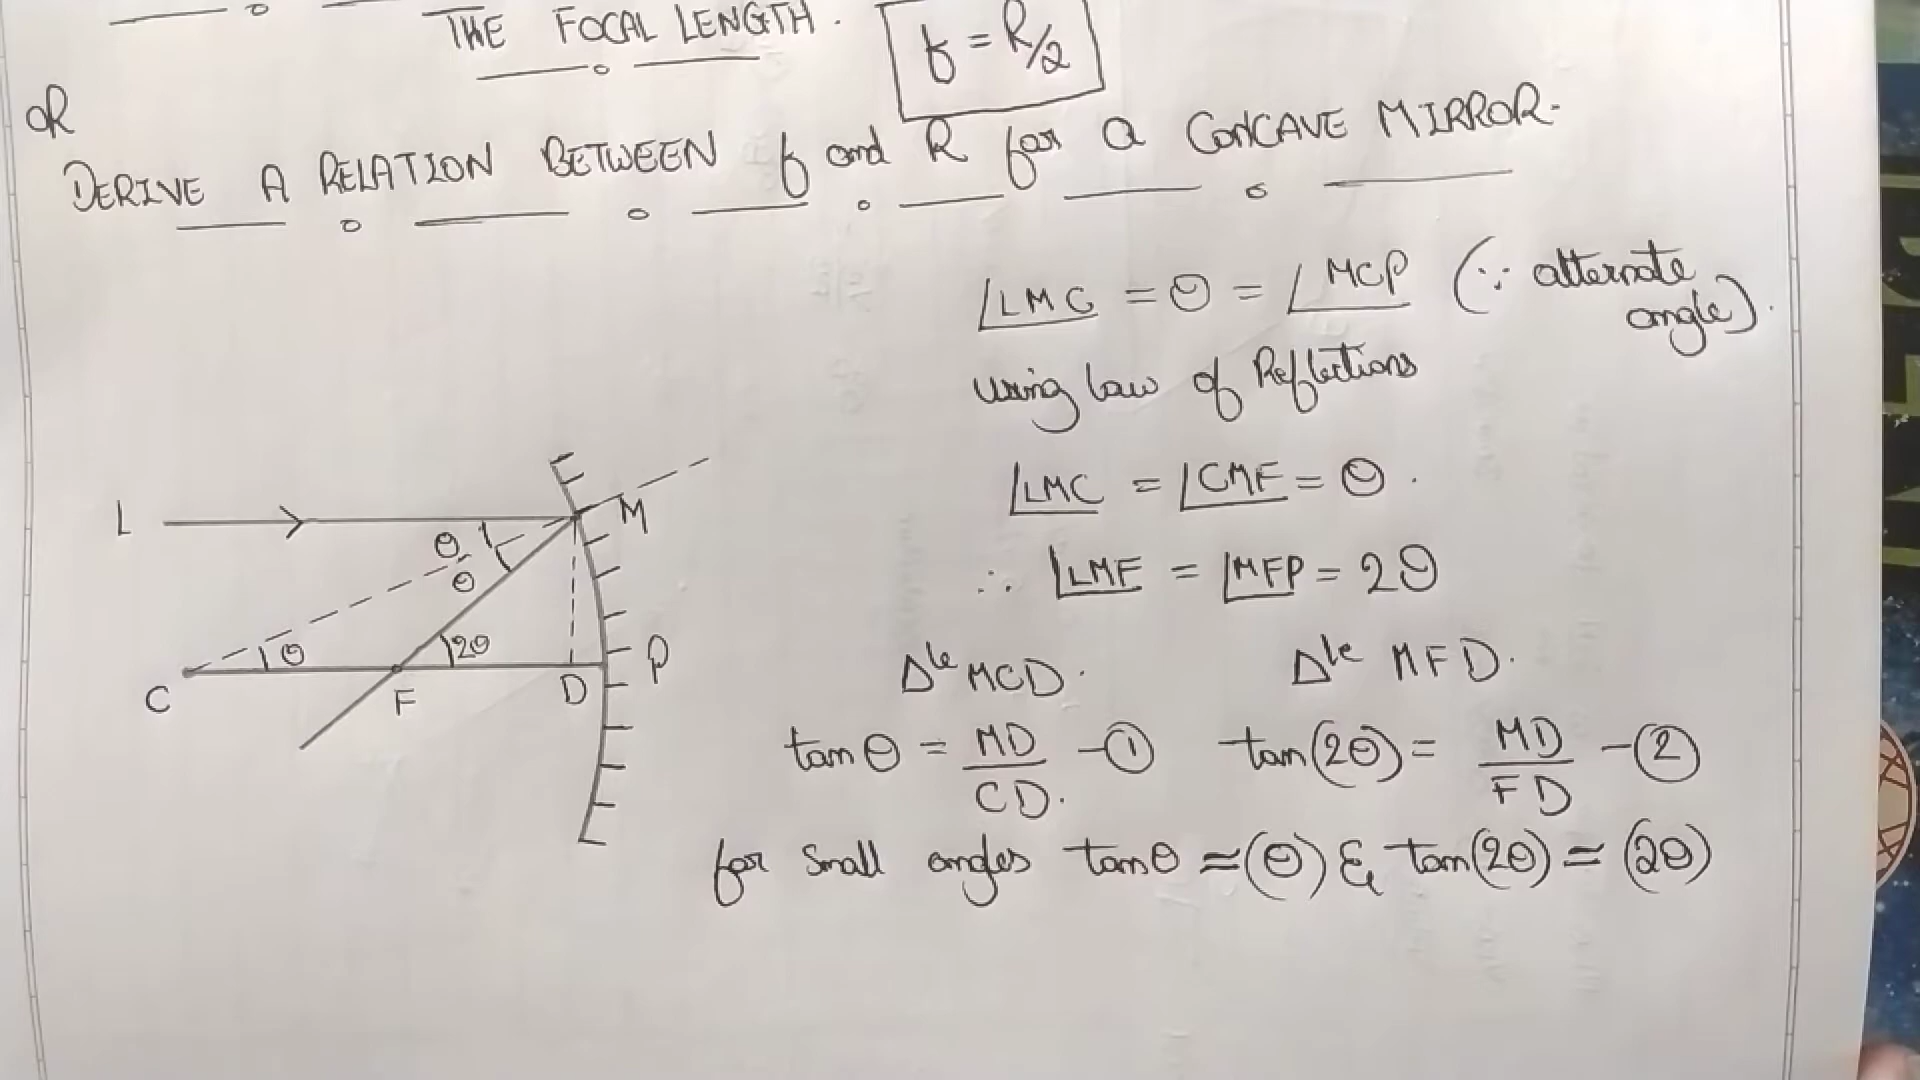 THE FOCAL LENGTH.
f = R/2
OR
DERIVE A RELATION BETWEEN f and R for a CONCAVE MIRROR.
∠LMC = θ = ∠MCP (∵ alternate angle).
using law of Reflections
∠LMC = ∠CMF = θ.
∴ ∠LMF = ∠MFP = 2θ
Δle MCD. Δle MFD.
tan θ = MD/CD. - ① tan(2θ) = MD/FD - ②
for small angles tanθ ≈ (θ) & tan(2θ) = (2θ)
L
M
θ
θ
θ
2θ
P
C
F
D